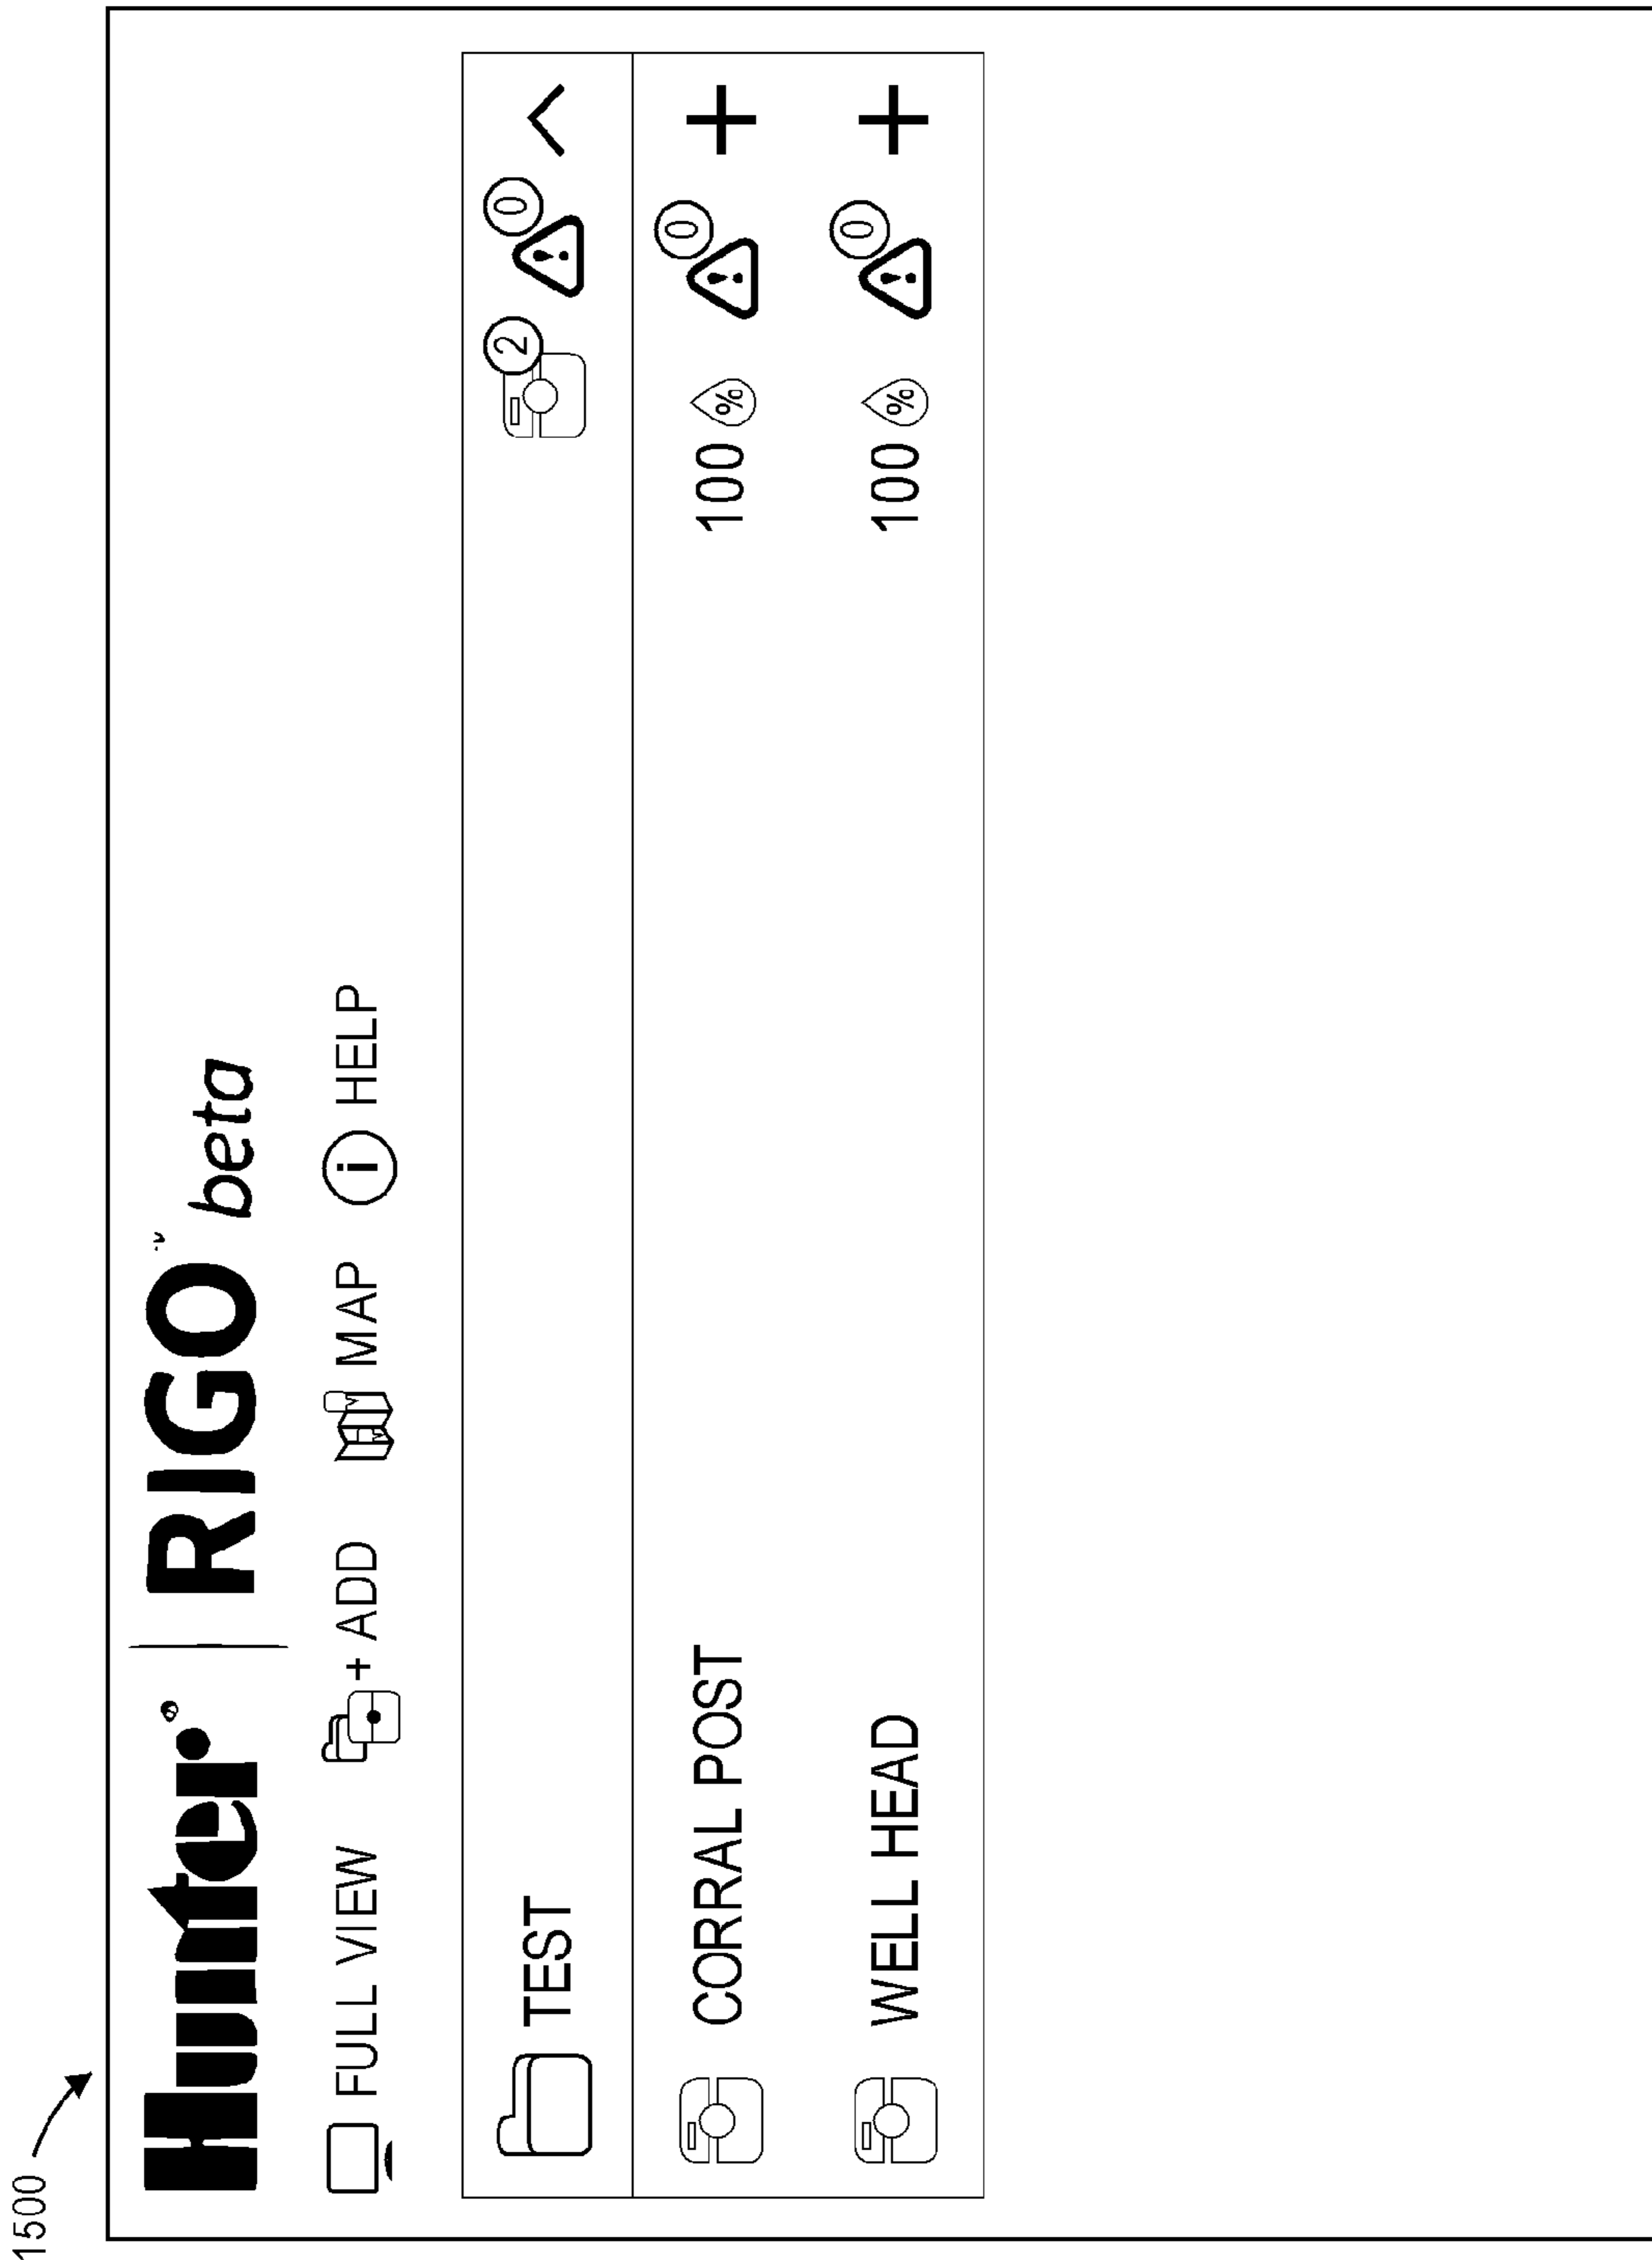 1500
Hunter® | RIGO beta
FULL VIEW + ADD MAP i HELP
TEST 2 0
CORRAL POST 100 % 0 +
WELL HEAD 100 % 0 +